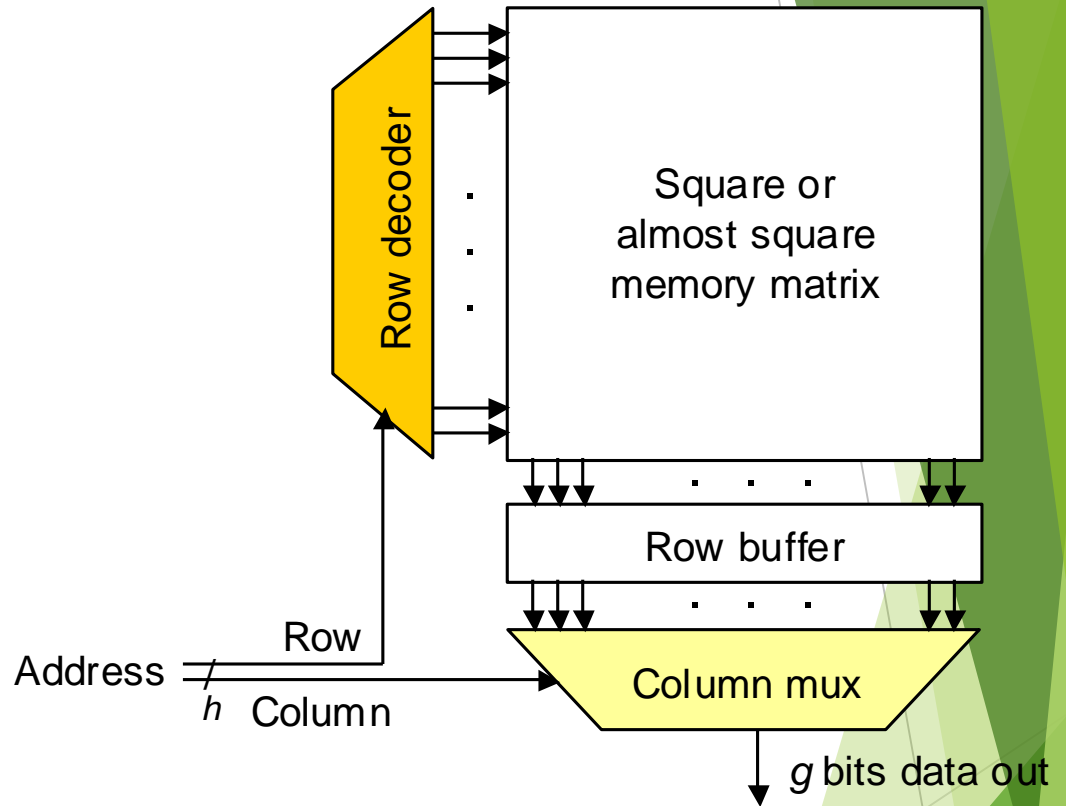 Row decoder
Square or
almost square
memory matrix
. . .
. . .
Row buffer
. . .
Row
Address
/
h
Column
Column mux
g bits data out